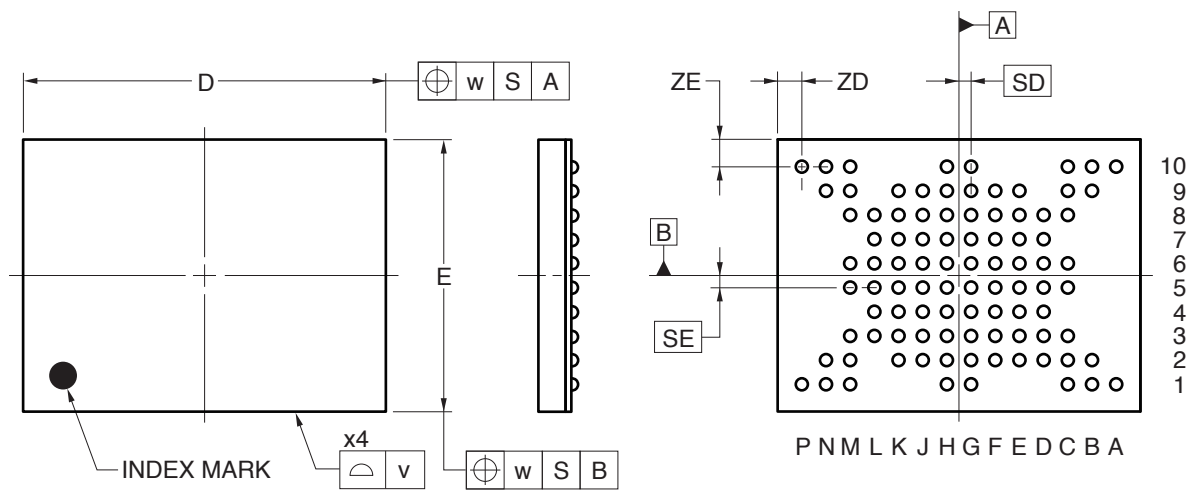 D
w S A
E
INDEX MARK
x4
v
w S B
A
ZE
ZD
SD
B
SE
10
9
8
7
6
5
4
3
2
1
P N M L K J H G F E D C B A